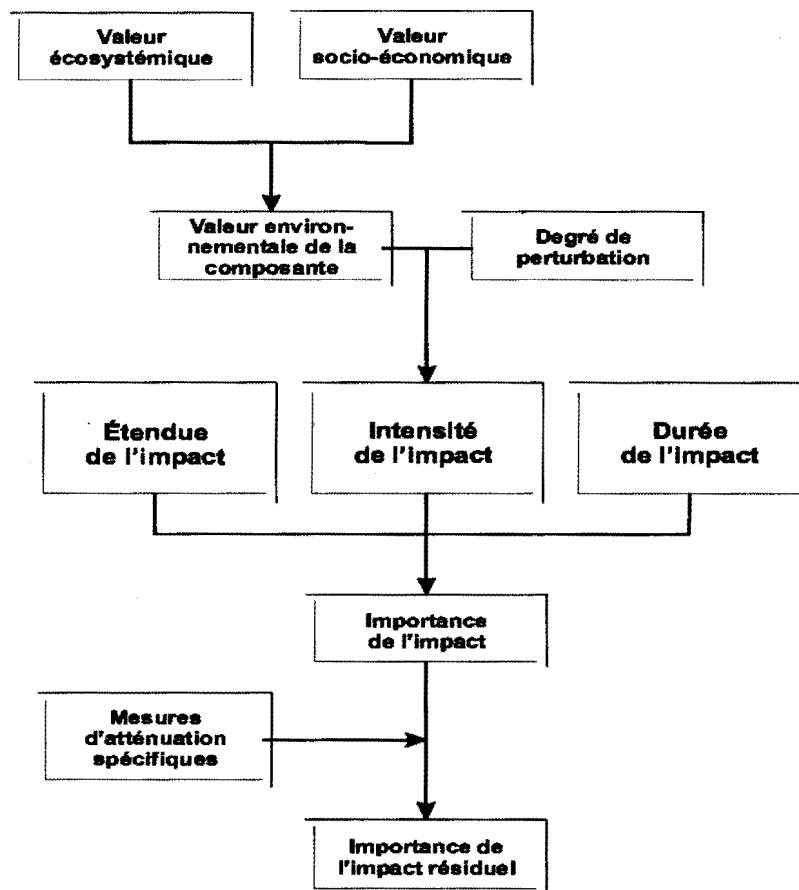 Valeur
écosystémique
Valeur
socio-économique
Valeur environ-
nementale de la
composante
Degré de
perturbation
Étendue
de l'impact
Intensité
de l'impact
Durée
de l'impact
Importance
de l'impact
Mesures
d'atténuation
spécifiques
Importance de
l'impact résiduel